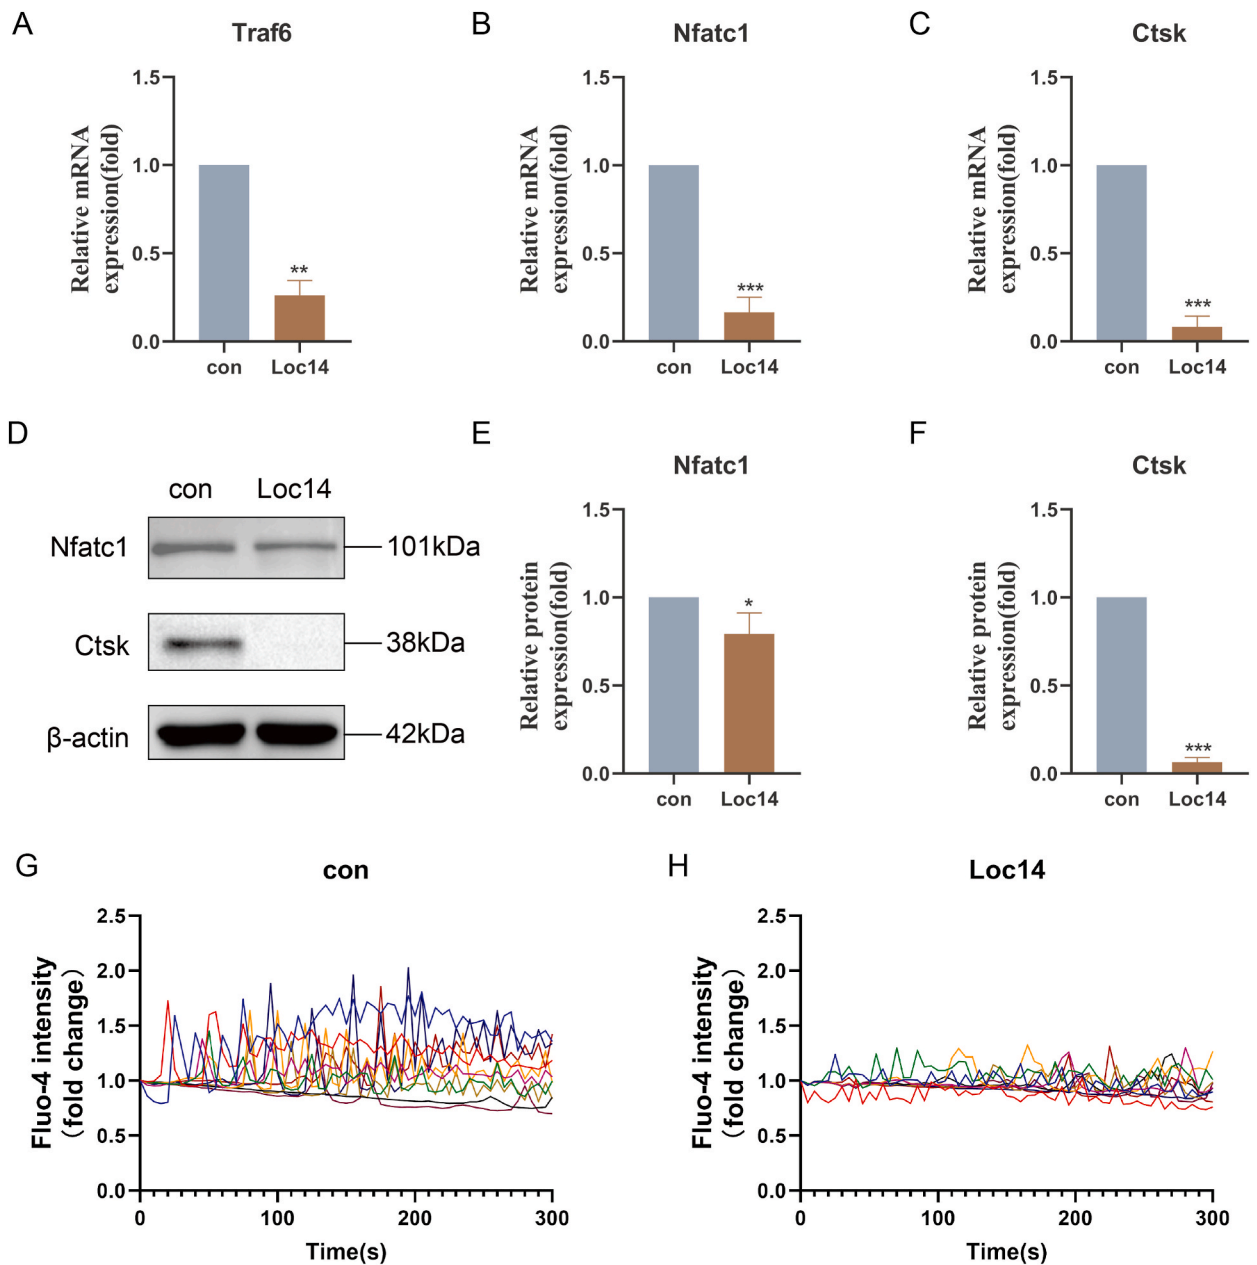 A
Traf6
Relative mRNA
expression(fold)
1.5
1.0
0.5
0.0
**
con
Loc14
B
Nfatc1
Relative mRNA
expression(fold)
1.5
1.0
0.5
0.0
***
con
Loc14
C
Ctsk
Relative mRNA
expression(fold)
1.5
1.0
0.5
0.0
***
con
Loc14
D
con
Loc14
Nfatc1
101kDa
Ctsk
38kDa
β-actin
42kDa
E
Nfatc1
Relative protein
expression(fold)
1.5
1.0
0.5
0.0
*
con
Loc14
F
Ctsk
Relative protein
expression(fold)
1.5
1.0
0.5
0.0
***
con
Loc14
G
con
Fluo-4 intensity
(fold change)
2.5
2.0
1.5
1.0
0.5
0.0
0
100
200
300
Time(s)
H
Loc14
Fluo-4 intensity
(fold change)
2.5
2.0
1.5
1.0
0.5
0.0
0
100
200
300
Time(s)